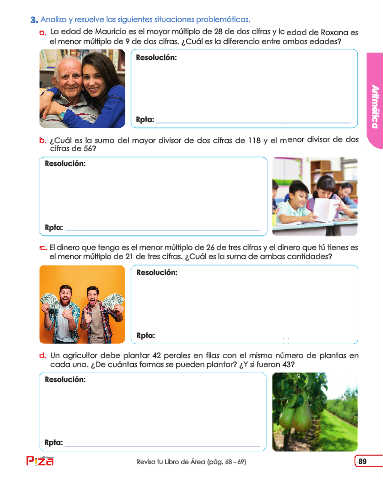 3. Analiza y resuelve las siguientes situaciones problemáticas.
a. La edad de Mauricio es el mayor múltiplo de 28 de dos cifras y la edad de Roxana es
el menor múltiplo de 9 de dos cifras. ¿Cuál es la diferencia entre ambas edades?
Resolución:
Rpta:
Aritmética
b. ¿Cuál es la suma del mayor divisor de dos cifras de 118 y el menor divisor de dos
cifras de 56?
Resolución:
Rpta:
c. El dinero que tengo es el menor múltiplo de 26 de tres cifras y el dinero que tú tienes es
el menor múltiplo de 21 de tres cifras. ¿Cuál es la suma de ambas cantidades?
Resolución:
Rpta:
d. Un agricultor debe plantar 42 perales en filas con el mismo número de plantas en
cada una. ¿De cuántas formas se pueden plantar? ¿Y si fueran 43?
Resolución:
Rpta:
Piza
Revisa tu Libro de Área (pág. 68 - 69)
89